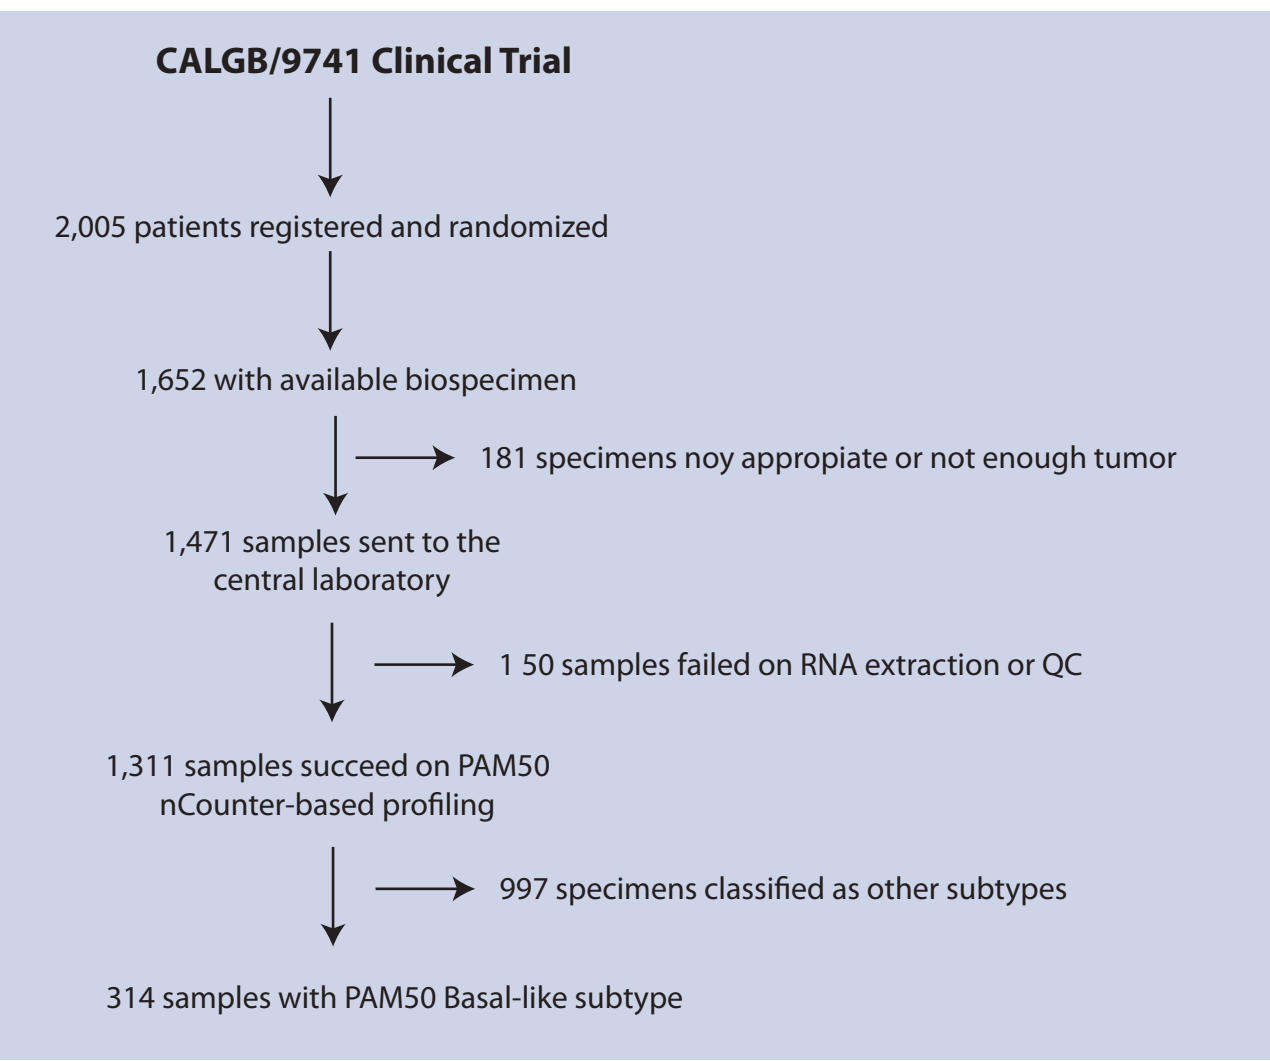 CALGB/9741 Clinical Trial
2,005 patients registered and randomized
1,652 with available biospecimen
181 specimens noy appropiate or not enough tumor
1,471 samples sent to the
central laboratory
1 50 samples failed on RNA extraction or QC
1,311 samples succeed on PAM50
nCounter-based profiling
997 specimens classified as other subtypes
314 samples with PAM50 Basal-like subtype